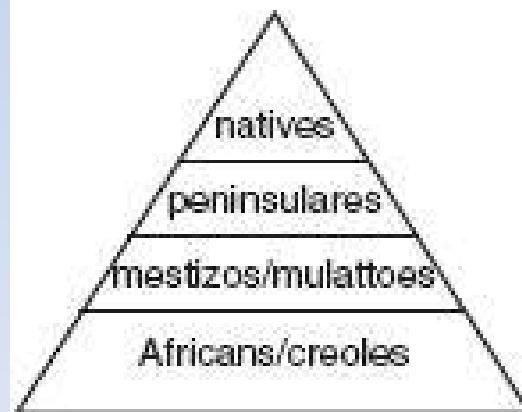 natives
peninsulares
mestizos/mulattoes
Africans/creoles